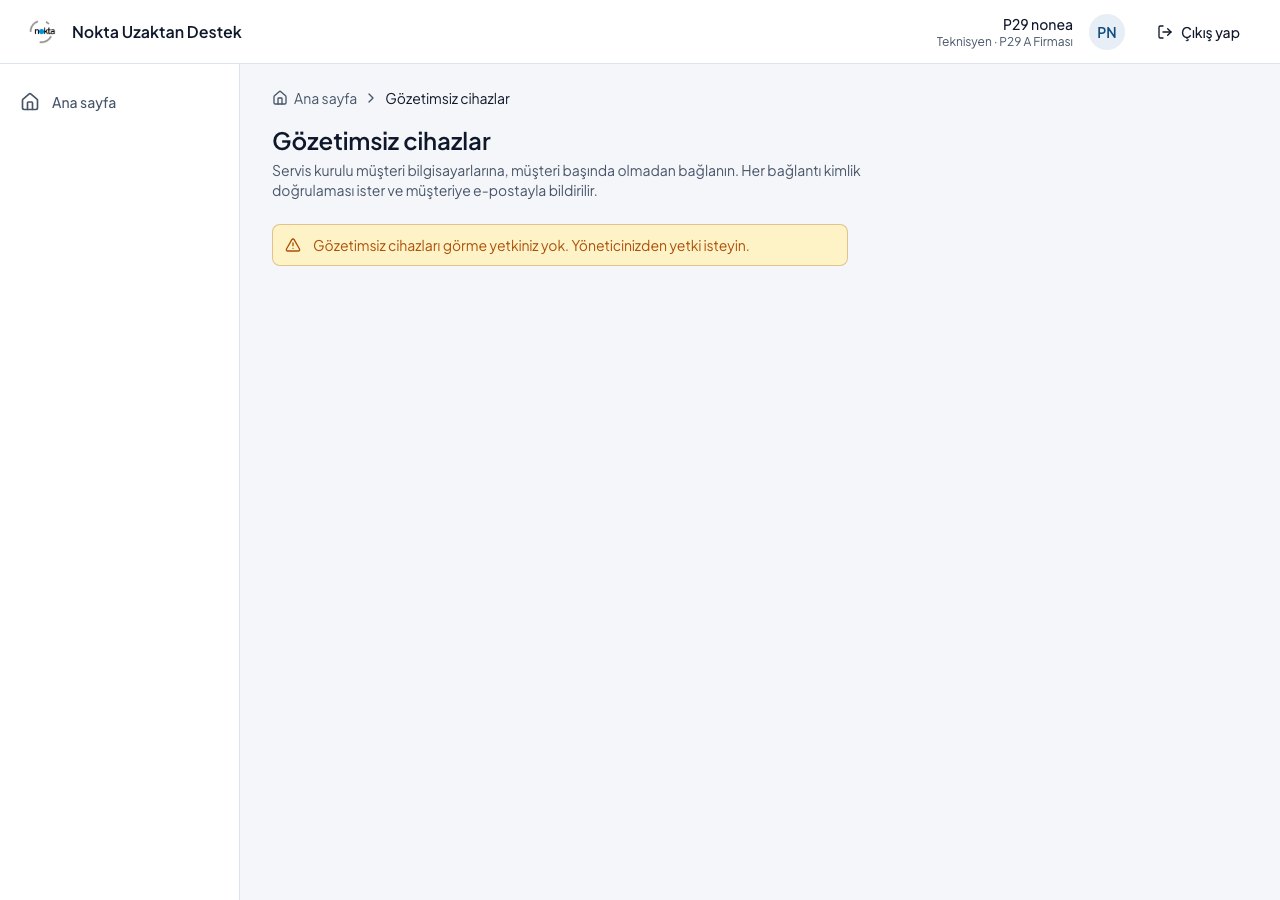 nokta
Nokta Uzaktan Destek
P29 nonea
Teknisyen · P29 A Firması
PN
Çıkış yap
Ana sayfa
Ana sayfa
Gözetimsiz cihazlar
Gözetimsiz cihazlar
Servis kurulu müşteri bilgisayarlarına, müşteri başında olmadan bağlanın. Her bağlantı kimlik
doğrulaması ister ve müşteriye e-postayla bildirilir.
Gözetimsiz cihazları görme yetkiniz yok. Yöneticinizden yetki isteyin.